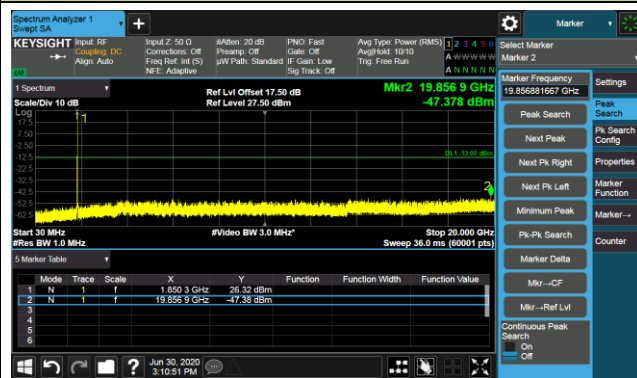 Spectrum Analyzer 1
Swept SA
+
Marker
KEYSIGHT
Input: RF
Coupling: DC
Align: Auto
Input Z: 50 Ω
Corrections: Off
Freq Ref: Int (S)
NFE: Adaptive
#Atten: 20 dB
Preamp: Off
µW Path: Standard
PNO: Fast
Gate: Off
IF Gain: Low
Sig Track: Off
Avg Type: Power (RMS)
Avg|Hold: 10/10
Trig: Free Run
1 2 3 4 5 6
A W W W W W
A N N N N N
Select Marker
Marker 2
1 Spectrum
Scale/Div 10 dB
Ref Lvl Offset 17.50 dB
Ref Level 27.50 dBm
Mkr2 19.856 9 GHz
-47.378 dBm
Log
17.5
7.50
-2.50
-12.5
-22.5
-32.5
-42.5
-52.5
-62.5
1
DL1 -13.00 dBm
2
Start 30 MHz
#Res BW 1.0 MHz
#Video BW 3.0 MHz*
Stop 20.000 GHz
Sweep 36.0 ms (60001 pts)
5 Marker Table
Mode Trace Scale X Y Function Function Width Function Value
1 N 1 f 1.850 3 GHz 26.32 dBm
2 N 1 f 19.856 9 GHz -47.38 dBm
3
4
5
6
Marker Frequency
19.856881667 GHz
Peak Search
Next Peak
Next Pk Right
Next Pk Left
Minimum Peak
Pk-Pk Search
Marker Delta
Mkr→CF
Mkr→Ref Lvl
Continuous Peak
Search
On
Off
Settings
Peak
Search
Pk Search
Config
Properties
Marker
Function
Marker→
Counter
?
Jun 30, 2020
3:10:51 PM